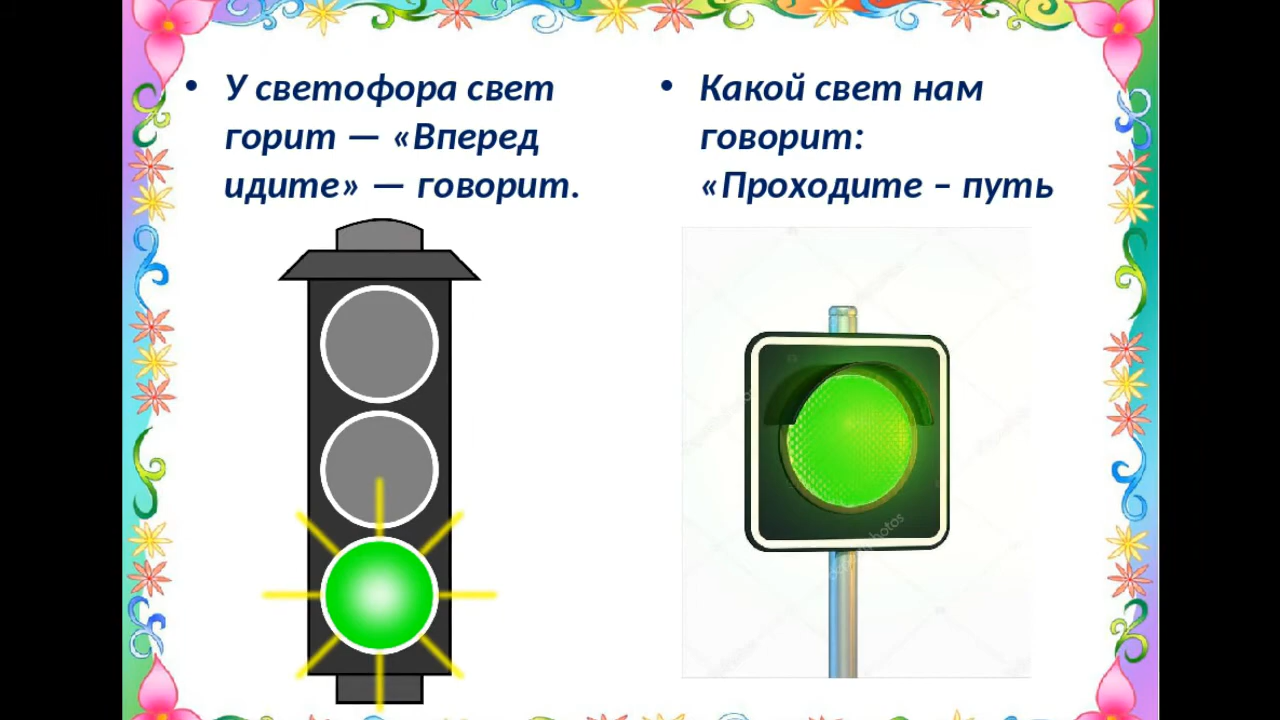 У светофора свет
горит — «Вперед
идите» — говорит.
Какой свет нам
говорит:
«Проходите – путь